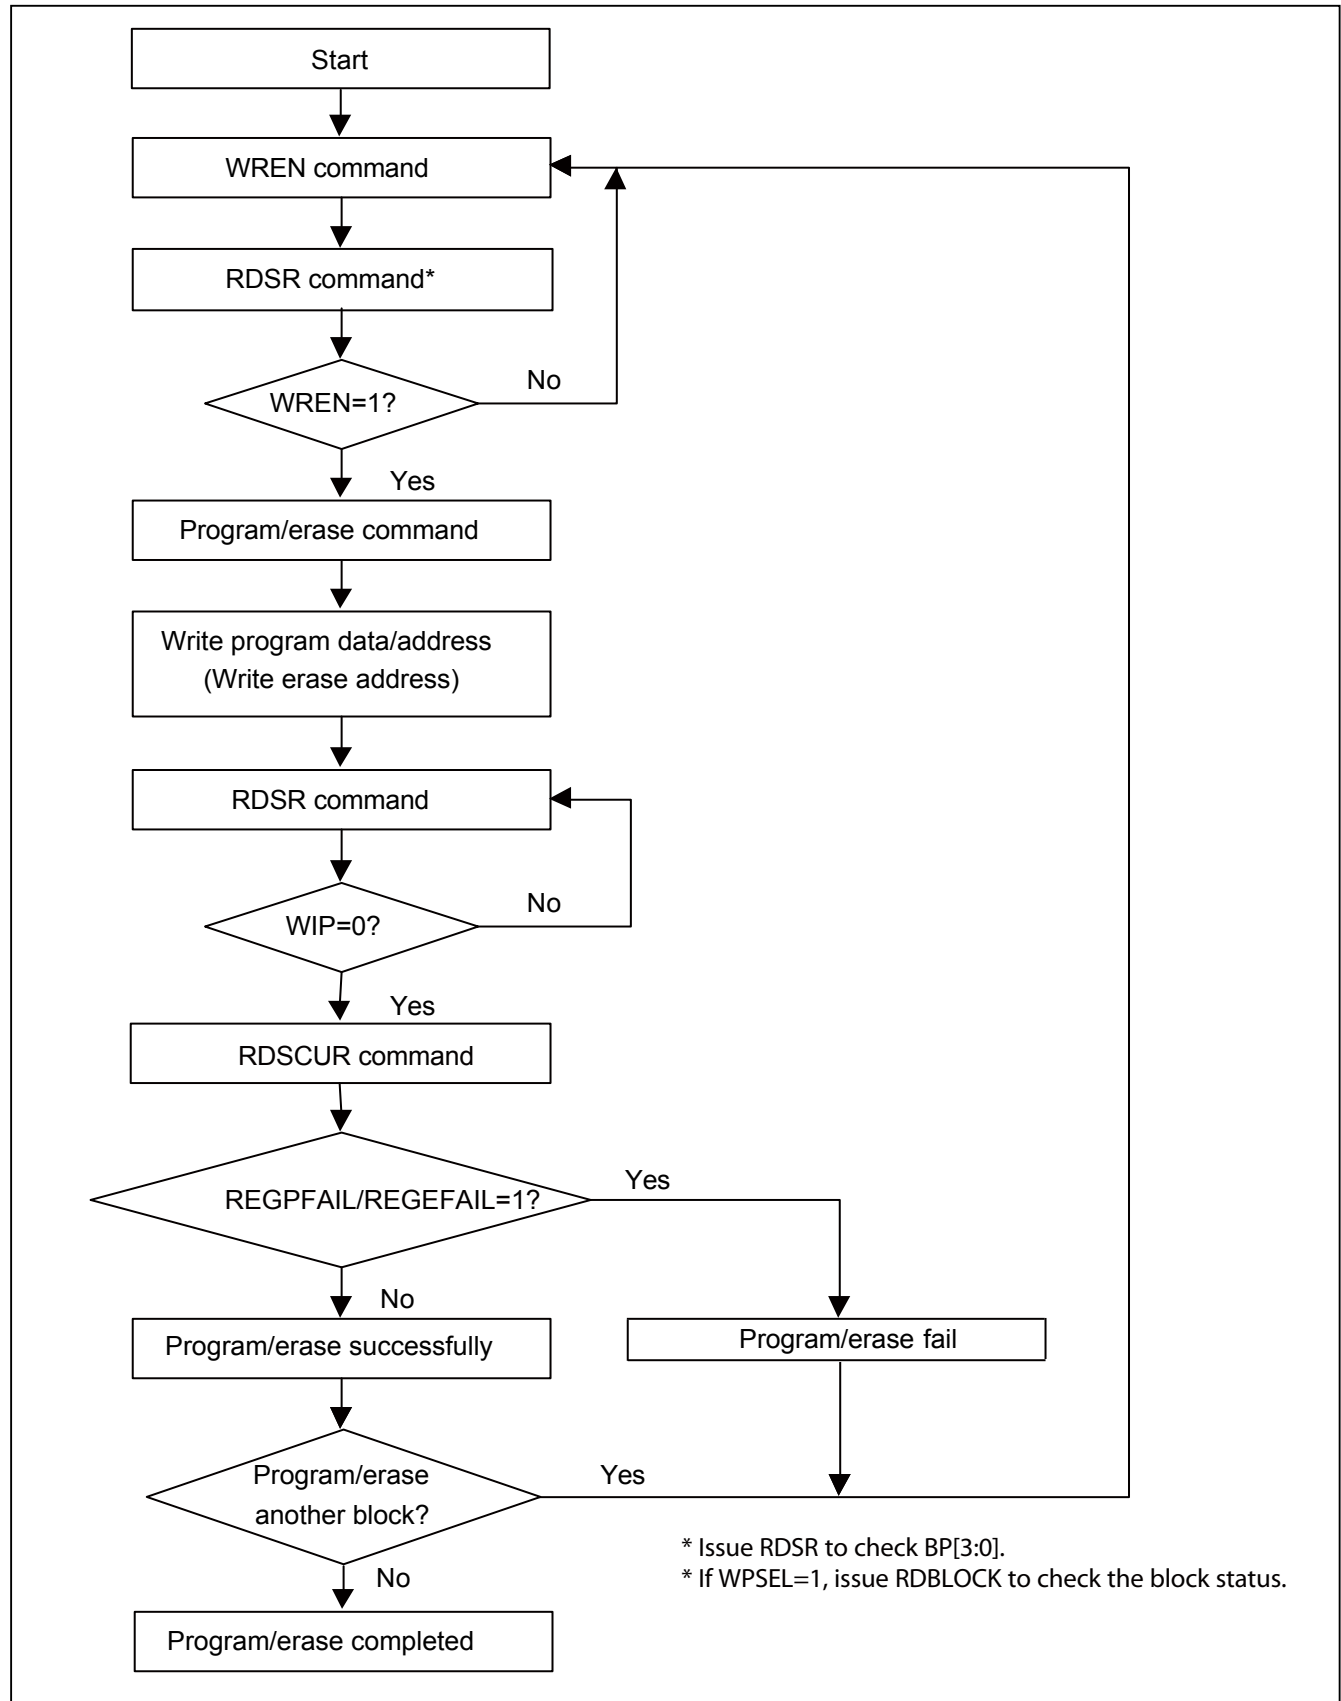 Start
WREN command
RDSR command*
WREN=1?
No
Yes
Program/erase command
Write program data/address
(Write erase address)
RDSR command
WIP=0?
No
Yes
RDSCUR command
REGPFAIL/REGEFAIL=1?
Yes
No
Program/erase successfully
Program/erase fail
Program/erase
another block?
Yes
* Issue RDSR to check BP[3:0].
* If WPSEL=1, issue RDBLOCK to check the block status.
No
Program/erase completed